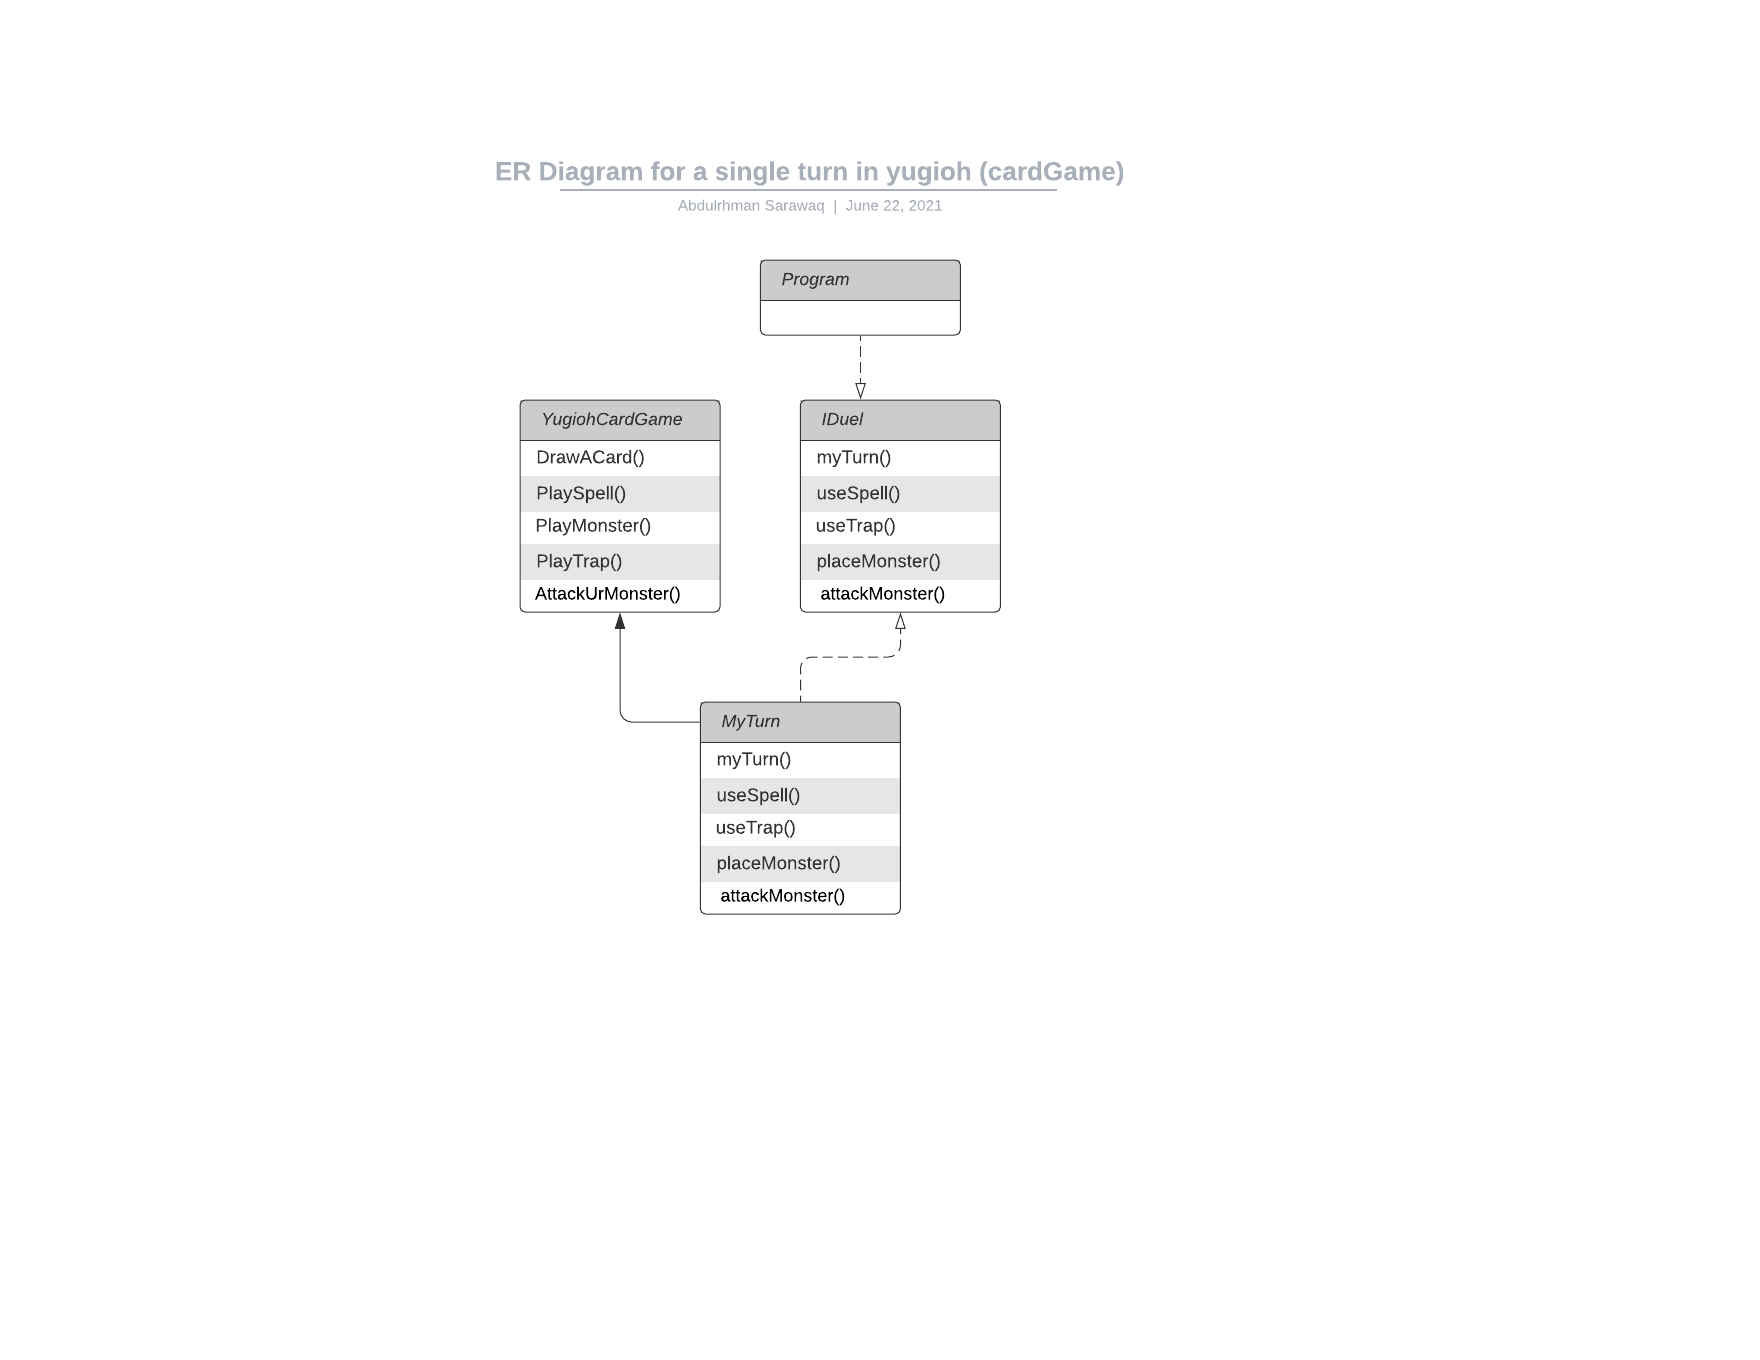 ER Diagram for a single turn in yugioh (cardGame)
Abdulrhman Sarawaq | June 22, 2021
Program
YugiohCardGame
DrawACard()
PlaySpell()
PlayMonster()
PlayTrap()
AttackUrMonster()
IDuel
myTurn()
useSpell()
useTrap()
placeMonster()
attackMonster()
MyTurn
myTurn()
useSpell()
useTrap()
placeMonster()
attackMonster()